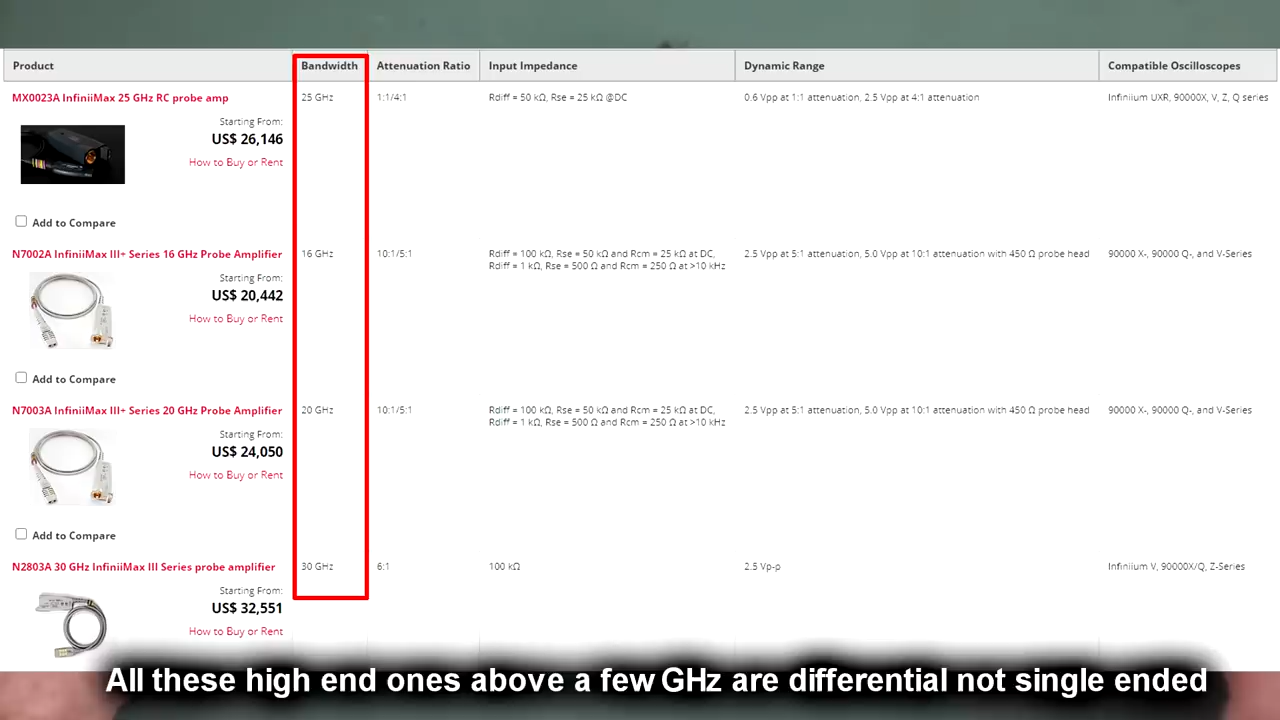 Product Bandwidth Attenuation Ratio Input Impedance Dynamic Range Compatible Oscilloscopes
MX0023A InfiniiMax 25 GHz RC probe amp 25 GHz 1:1/4:1 Rdiff = 50 kΩ, Rse = 25 kΩ @DC 0.6 Vpp at 1:1 attenuation, 2.5 Vpp at 4:1 attenuation Infiniium UXR, 90000X, V, Z, Q series
Starting From:
US$ 26,146
How to Buy or Rent
Add to Compare
N7002A InfiniiMax III+ Series 16 GHz Probe Amplifier 16 GHz 10:1/5:1 Rdiff = 100 kΩ, Rse = 50 kΩ and Rcm = 25 kΩ at DC, 2.5 Vpp at 5:1 attenuation, 5.0 Vpp at 10:1 attenuation with 450 Ω probe head 90000 X-, 90000 Q-, and V-Series
Rdiff = 1 kΩ, Rse = 500 Ω and Rcm = 250 Ω at >10 kHz
Starting From:
US$ 20,442
How to Buy or Rent
Add to Compare
N7003A InfiniiMax III+ Series 20 GHz Probe Amplifier 20 GHz 10:1/5:1 Rdiff = 100 kΩ, Rse = 50 kΩ and Rcm = 25 kΩ at DC, 2.5 Vpp at 5:1 attenuation, 5.0 Vpp at 10:1 attenuation with 450 Ω probe head 90000 X-, 90000 Q-, and V-Series
Rdiff = 1 kΩ, Rse = 500 Ω and Rcm = 250 Ω at >10 kHz
Starting From:
US$ 24,050
How to Buy or Rent
Add to Compare
N2803A 30 GHz InfiniiMax III Series probe amplifier 30 GHz 6:1 100 kΩ 2.5 Vp-p Infiniium V, 90000X/Q, Z-Series
Starting From:
US$ 32,551
How to Buy or Rent
All these high end ones above a few GHz are differential not single ended